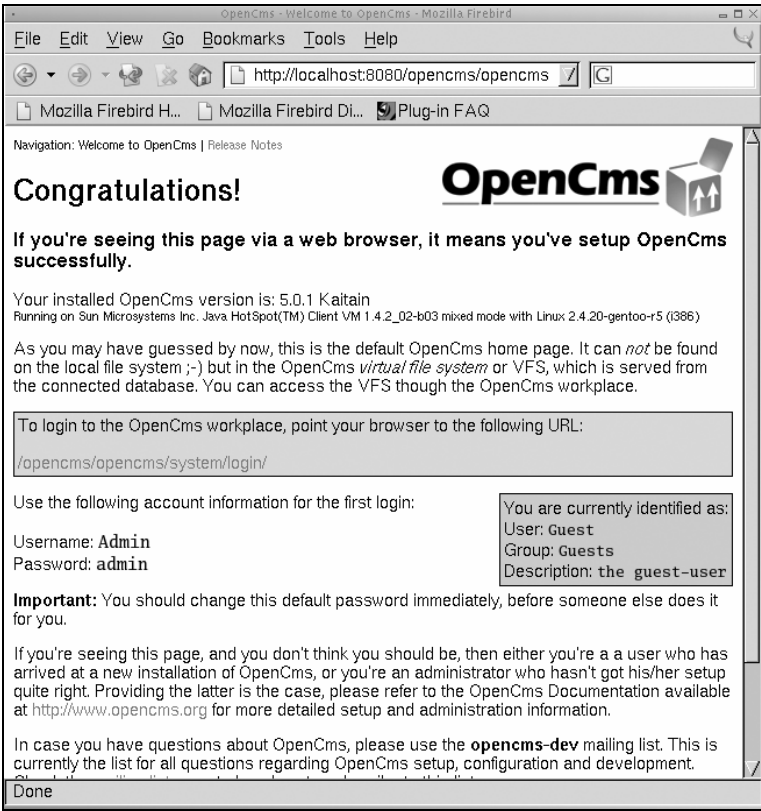 OpenCms - Welcome to OpenCms - Mozilla Firebird
File Edit View Go Bookmarks Tools Help
http://localhost:8080/opencms/opencms
G
Mozilla Firebird H... Mozilla Firebird Di... Plug-in FAQ
Navigation: Welcome to OpenCms | Release Notes
OpenCms
Congratulations!
If you're seeing this page via a web browser, it means you've setup OpenCms
successfully.
Your installed OpenCms version is: 5.0.1 Kaitain
Running on Sun Microsystems Inc. Java HotSpot(TM) Client VM 1.4.2_02-b03 mixed mode with Linux 2.4.20-gentoo-r5 (i386)
As you may have guessed by now, this is the default OpenCms home page. It can not be found
on the local file system ;-) but in the OpenCms virtual file system or VFS, which is served from
the connected database. You can access the VFS though the OpenCms workplace.
To login to the OpenCms workplace, point your browser to the following URL:
/opencms/opencms/system/login/
Use the following account information for the first login:
Username: Admin
Password: admin
You are currently identified as:
User: Guest
Group: Guests
Description: the guest-user
Important: You should change this default password immediately, before someone else does it
for you.
If you're seeing this page, and you don't think you should be, then either you're a a user who has
arrived at a new installation of OpenCms, or you're an administrator who hasn't got his/her setup
quite right. Providing the latter is the case, please refer to the OpenCms Documentation available
at http://www.opencms.org for more detailed setup and administration information.
In case you have questions about OpenCms, please use the opencms-dev mailing list. This is
currently the list for all questions regarding OpenCms setup, configuration and development.
Done